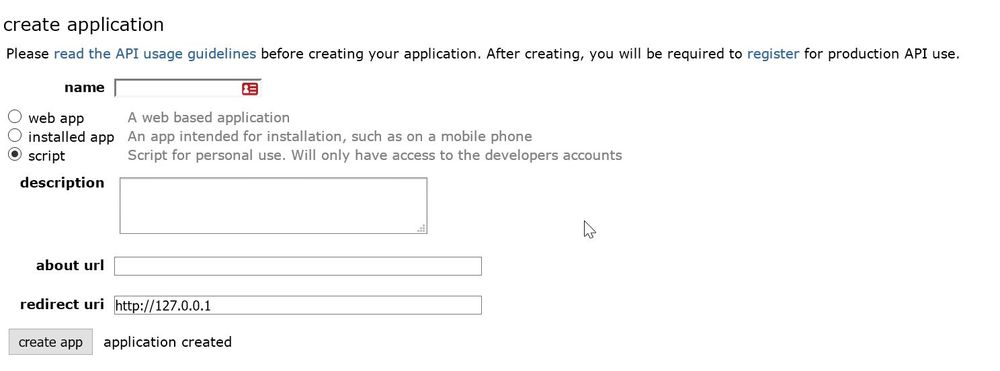 create application
Please read the API usage guidelines before creating your application. After creating, you will be required to register for production API use.
name
web app A web based application
installed app An app intended for installation, such as on a mobile phone
script Script for personal use. Will only have access to the developers accounts
description
about url
redirect uri http://127.0.0.1
create app application created